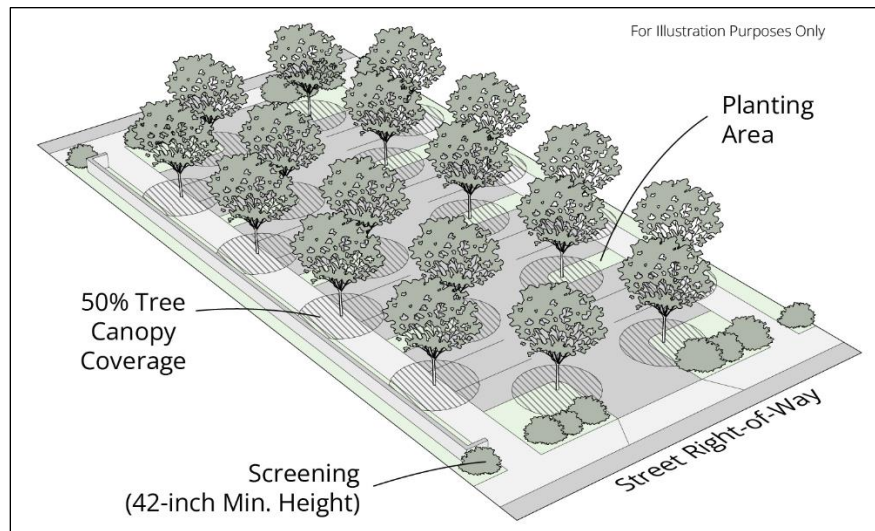 For Illustration Purposes Only
Planting
Area
50% Tree
Canopy
Coverage
Screening
(42-inch Min. Height)
Street Right-of-Way